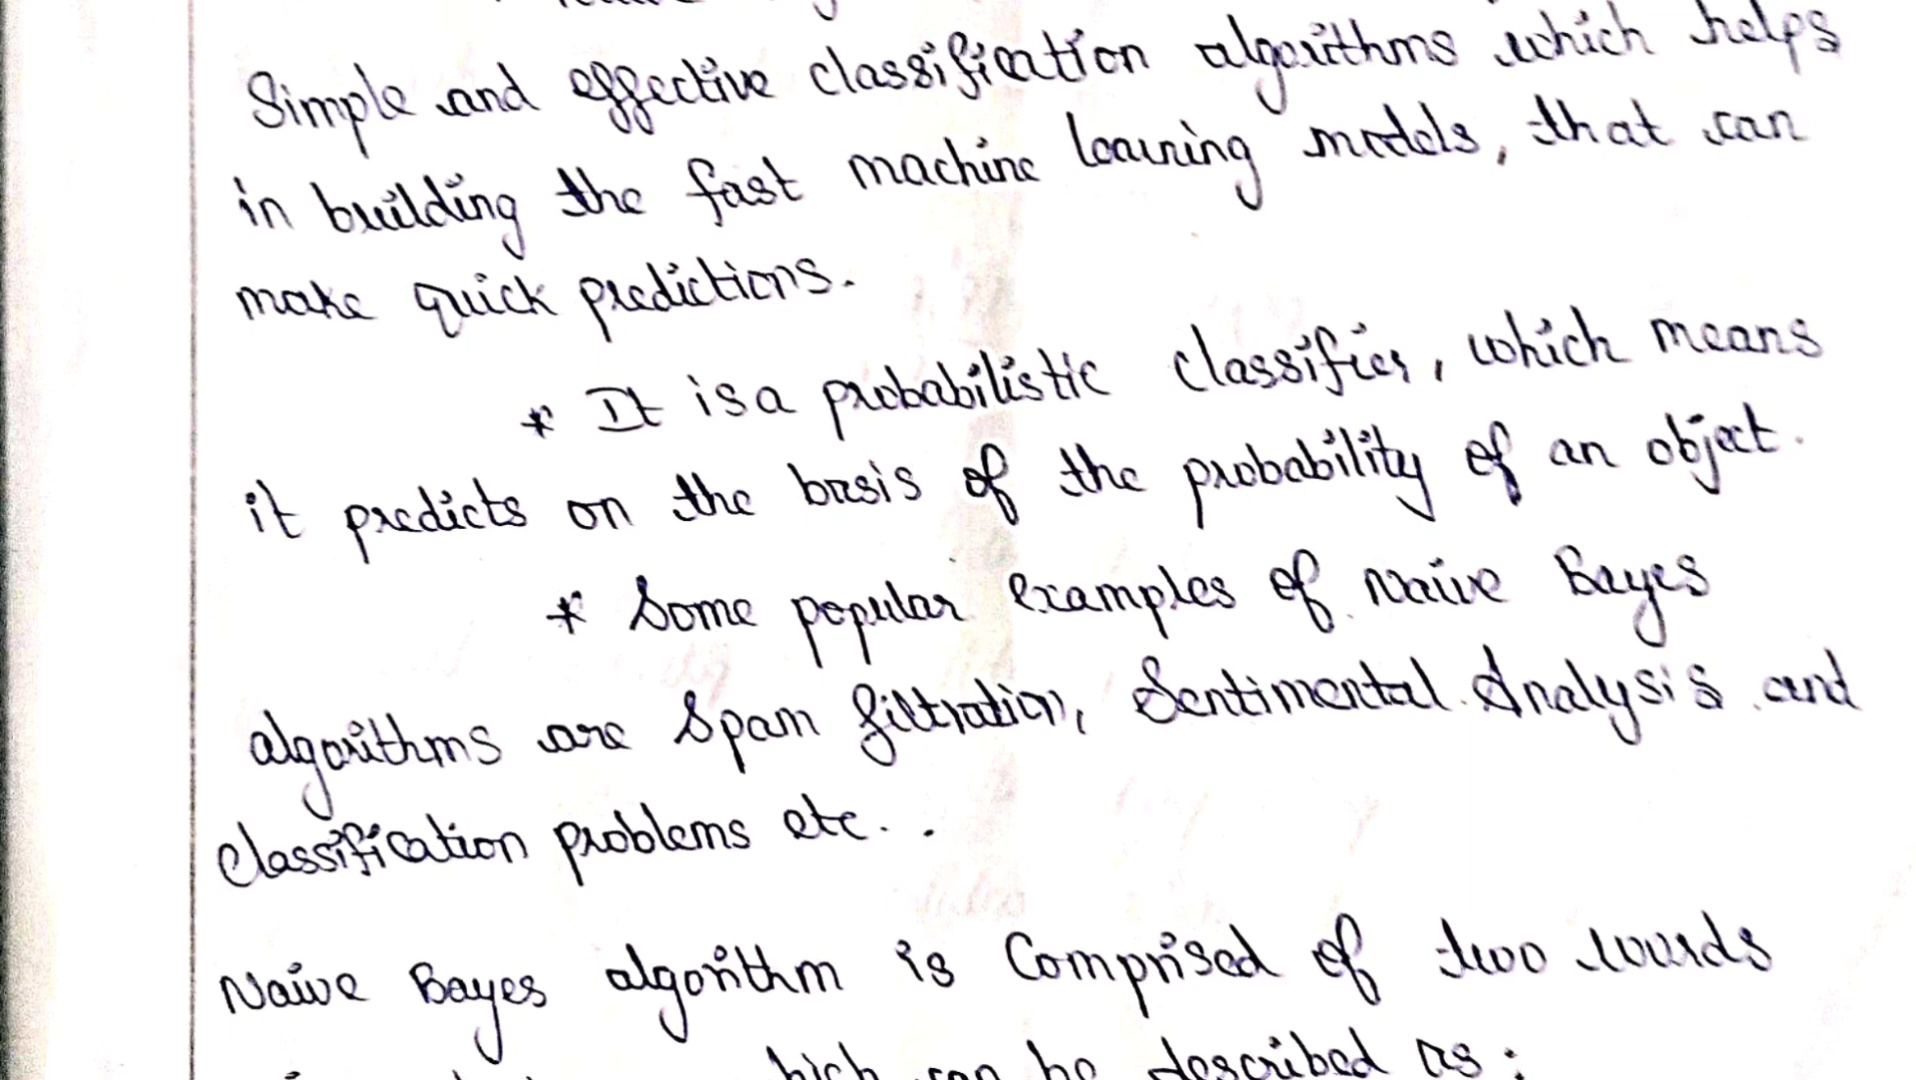 Simple and effective classification algorithms which helps
in building the fast machine learning models, that can
make quick predictions.
* It is a probabilistic classifier, which means
it predicts on the basis of the probability of an object.
* Some popular examples of Naïve Bayes
algorithms are Spam filtration, Sentimental Analysis and
Classification problems etc..
Naïve Bayes algorithm is Comprised of two words
which can be described as: